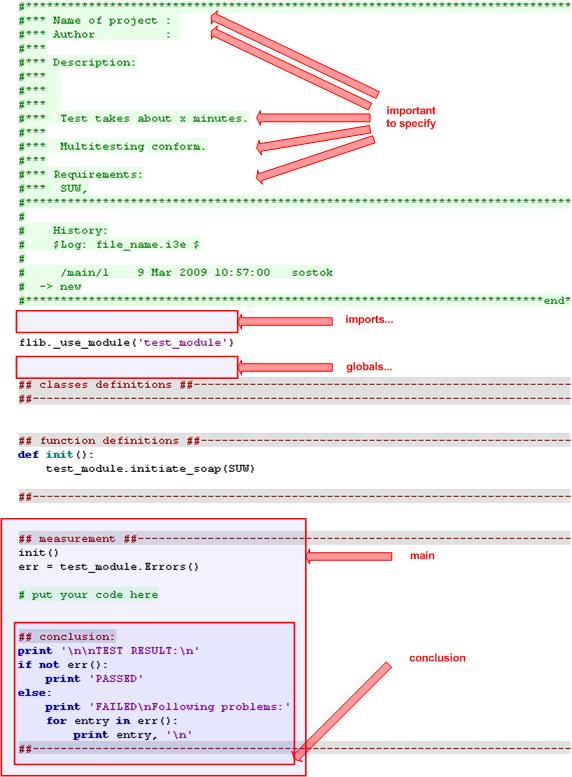 #***********************************************************************
#*** Name of project :
#*** Author          :
#***
#*** Description:
#***
#***
#***
#***  Test takes about x minutes.
#***
#***  Multitesting conform.
#***
#*** Requirements:
#***  SUW,
important
to specify
#***********************************************************************
#
#    History:
#    $Log: file_name.i3e $
#
#     /main/1    9 Mar 2009 10:57:00   sostok
#  -> new
#********************************************************************end*
imports...
flib._use_module('test_module')
globals...
## classes definitions ##-----------------------------------------------
##----------------------------------------------------------------------
## function definitions ##----------------------------------------------
def init():
    test_module.initiate_soap(SUW)
##----------------------------------------------------------------------
## measurement ##-------------------------------------------------------
init()
err = test_module.Errors()
main
# put your code here
## conclusion:
print '\n\nTEST RESULT:\n'
if not err():
    print 'PASSED'
else:
    print 'FAILED\nFollowing problems:'
    for entry in err():
        print entry, '\n'
##----------------------------------------------------------------------
conclusion